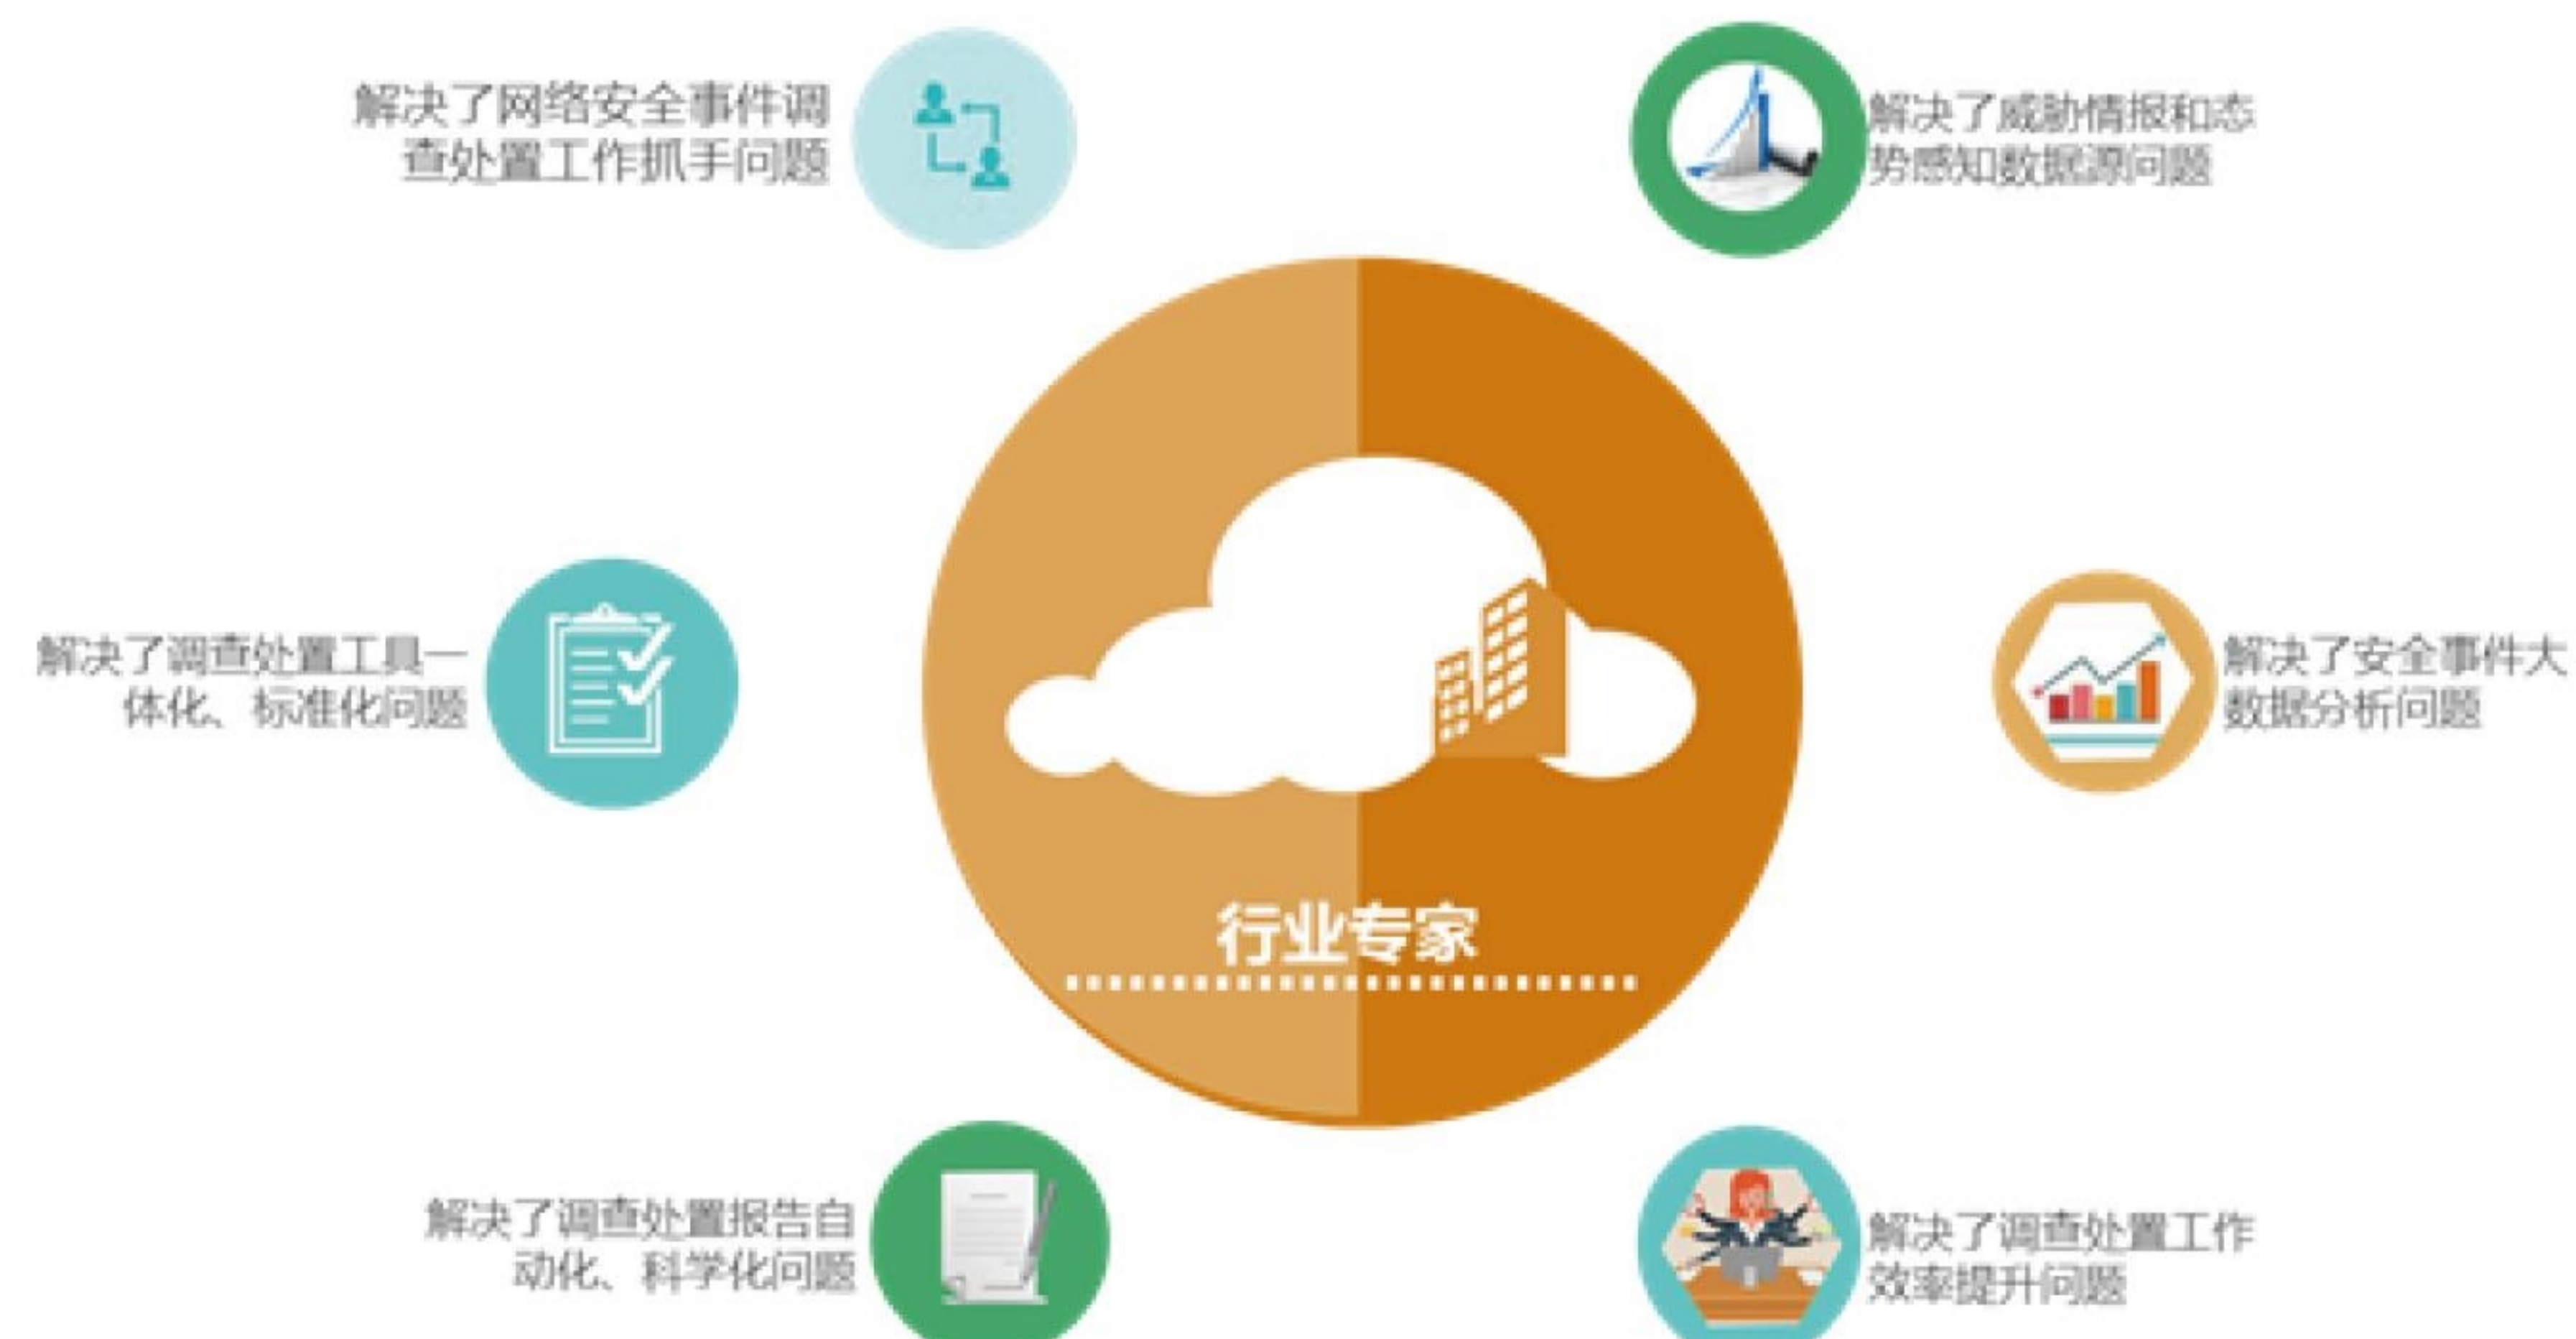 解决了网络安全事件调
查处置工作抓手问题
解决了威胁情报和态
势感知数据源问题
解决了调查处置工具一
体化、标准化问题
解决了安全事件大
数据分析问题
行业专家
解决了调查处置报告自
动化、科学化问题
解决了调查处置工作
效率提升问题